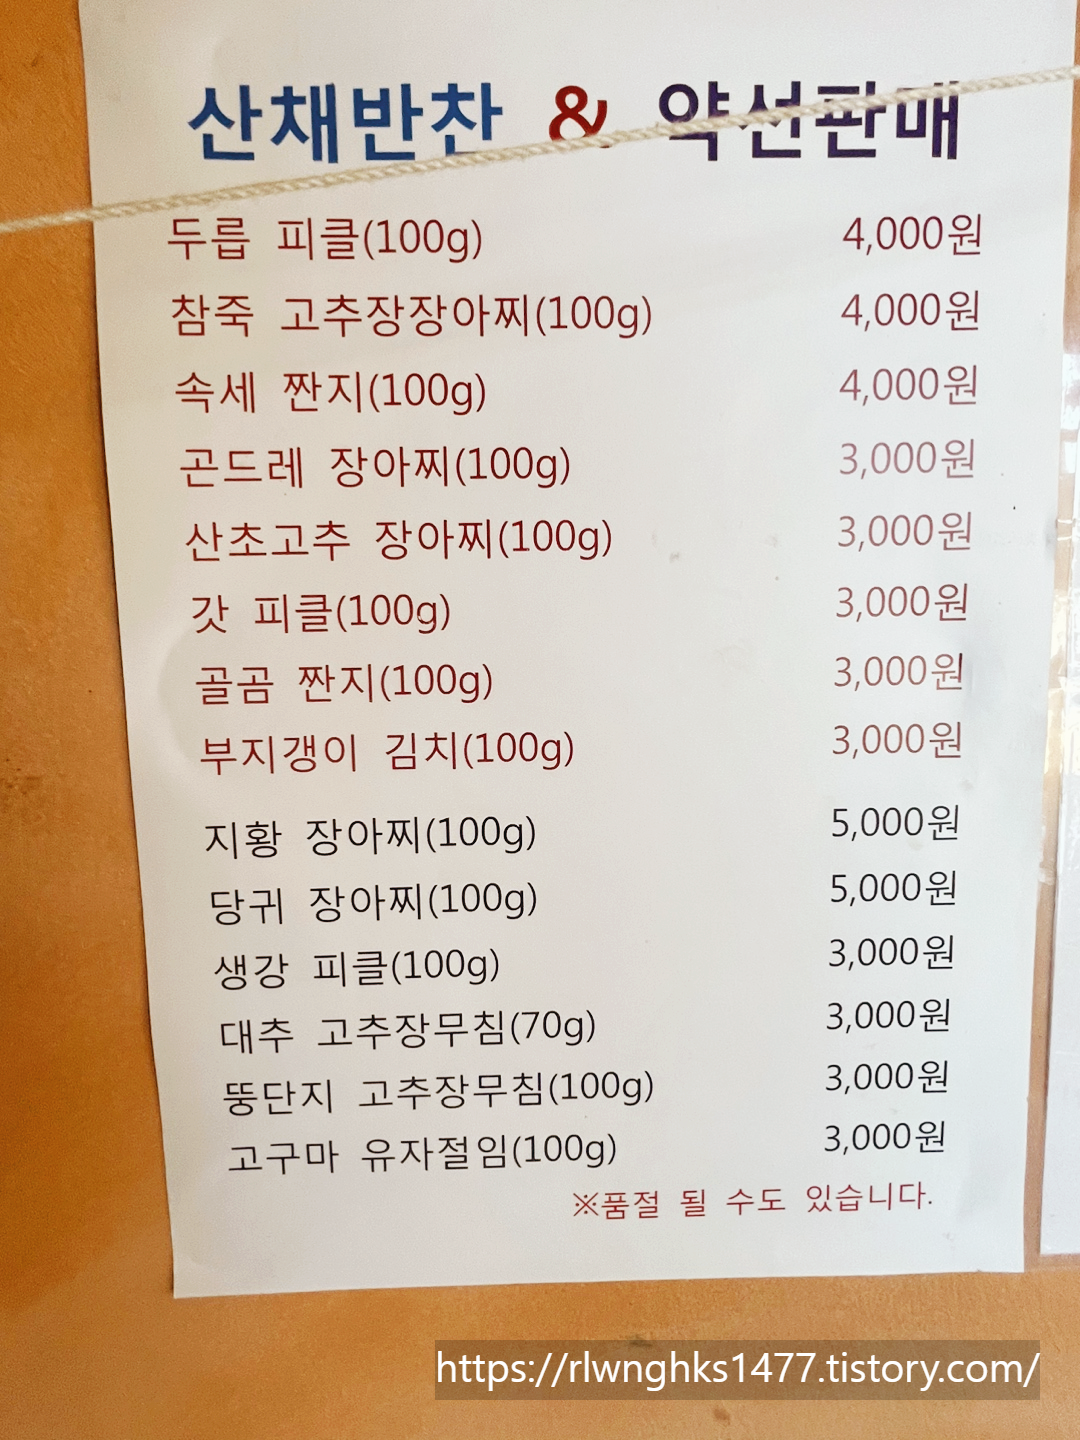 산채반찬 & 약선판매
두릅 피클(100g) 4,000원
참죽 고추장장아찌(100g) 4,000원
속세 짠지(100g) 4,000원
곤드레 장아찌(100g) 3,000원
산초고추 장아찌(100g) 3,000원
갓 피클(100g) 3,000원
골곰 짠지(100g) 3,000원
부지갱이 김치(100g) 3,000원
지황 장아찌(100g) 5,000원
당귀 장아찌(100g) 5,000원
생강 피클(100g) 3,000원
대추 고추장무침(70g) 3,000원
뚱단지 고추장무침(100g) 3,000원
고구마 유자절임(100g) 3,000원
※품절 될 수도 있습니다.
https://rlwnghks1477.tistory.com/